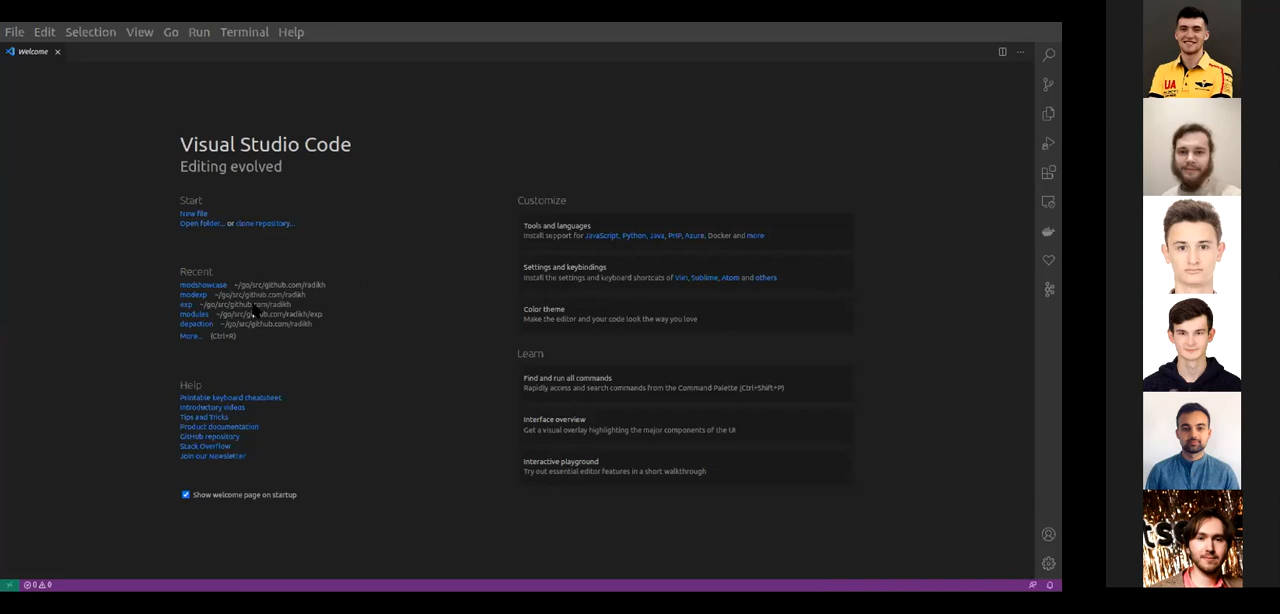 File Edit Selection View Go Run Terminal Help
Welcome
Visual Studio Code
Editing evolved
Start
New file
Open folder... or clone repository...
Recent
modshowcase ~/go/src/github.com/radikh
modexp ~/go/src/github.com/radikh
exp ~/go/src/github.com/radikh
modules ~/go/src/github.com/radikh/exp
depaction ~/go/src/github.com/radikh
More... (Ctrl+R)
Help
Printable keyboard cheatsheet
Introductory videos
Tips and Tricks
Product documentation
GitHub repository
Stack Overflow
Join our Newsletter
Show welcome page on startup
Customize
Tools and languages
Install support for JavaScript, Python, Java, PHP, Azure, Docker and more
Settings and keybindings
Install the settings and keyboard shortcuts of Vim, Sublime, Atom and others
Color theme
Make the editor and your code look the way you love
Learn
Find and run all commands
Rapidly access and search commands from the Command Palette (Ctrl+Shift+P)
Interface overview
Get a visual overlay highlighting the major components of the UI
Interactive playground
Try out essential editor features in a short walkthrough
0 0
UA
ts